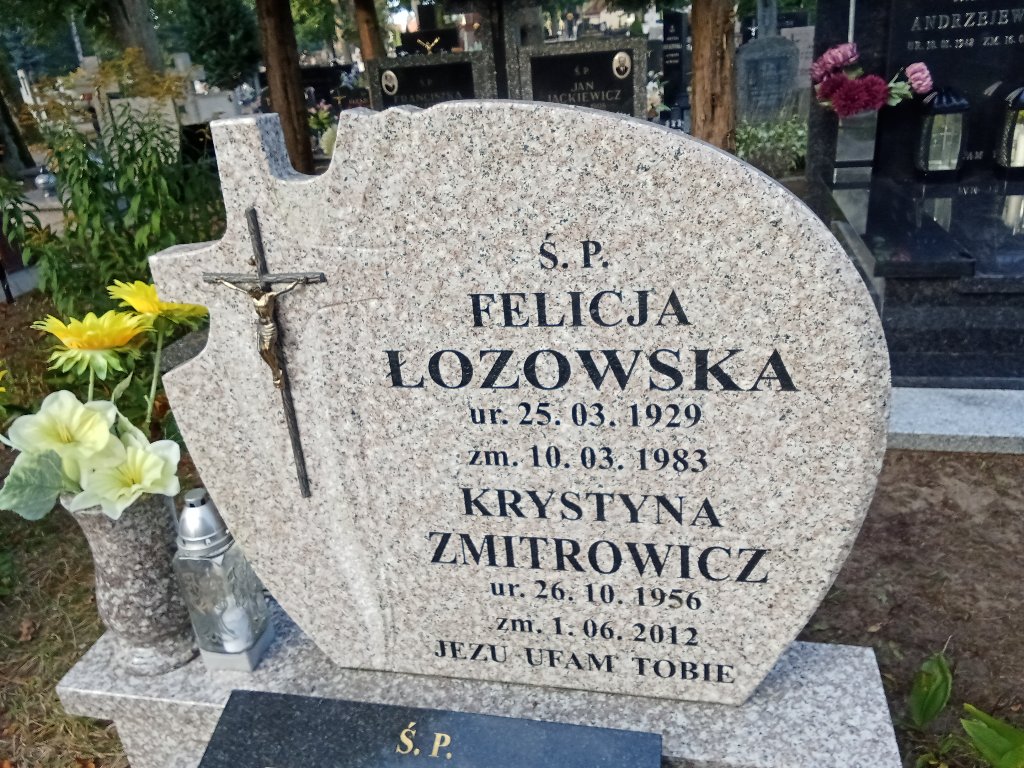 Ś. P.
FELICJA
ŁOZOWSKA
ur. 25. 03. 1929
zm. 10. 03. 1983
KRYSTYNA
ZMITROWICZ
ur. 26. 10. 1956
zm. 1. 06. 2012
JEZU UFAM TOBIE
Ś. P.
Ś. P.
Ś. P.
JAN
JACKIEWICZ
ANDRZEJEW